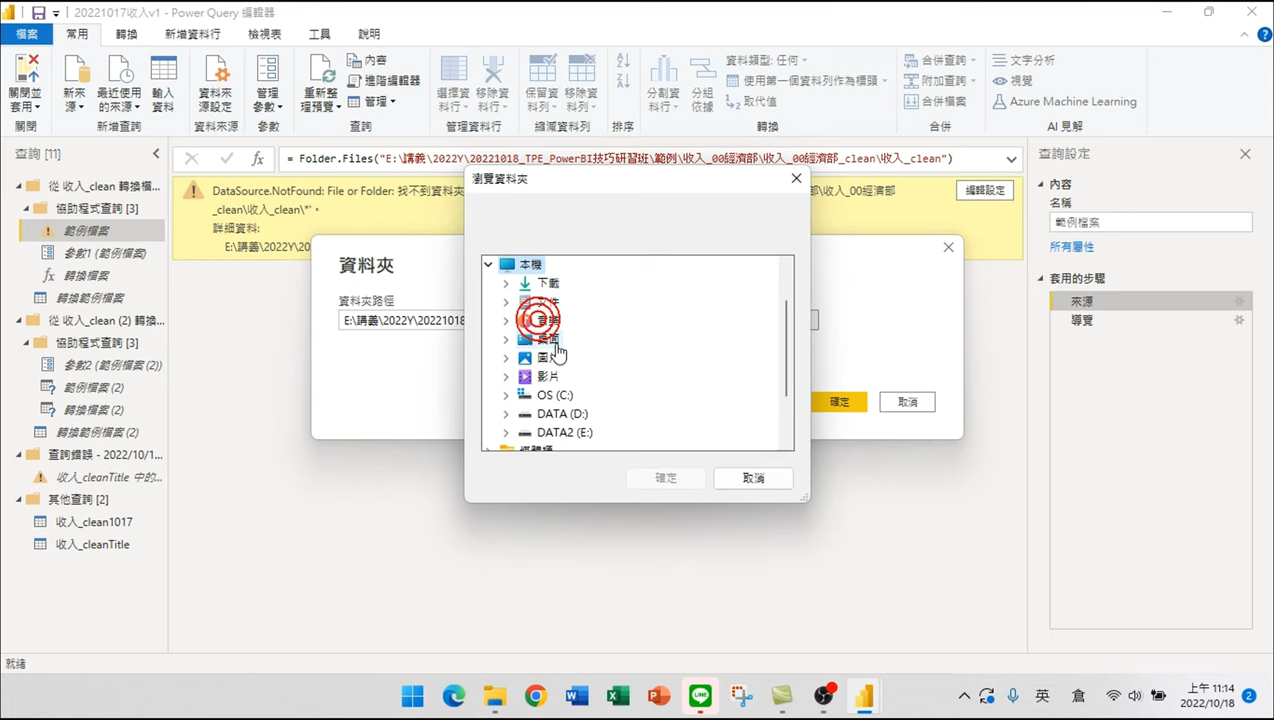 20221017收入v1 - Power Query 編輯器
檔案 常用 轉換 新增資料行 檢視表 工具 說明
關閉並套用 新來源 最近使用的來源 輸入資料 資料來源設定 管理參數 重新整理預覽 內容 進階編輯器 管理 選擇資料行 移除資料行 保留資料列 移除資料列 分割資料行 分組依據 資料類型: 任何 使用第一個資料列作為標頭 取代值 合併查詢 附加查詢 合併檔案 文字分析 視覺 Azure Machine Learning
關閉 新增查詢 資料來源 參數 查詢 管理資料行 縮減資料列 排序 轉換 合併 AI 見解
查詢 [11]
從 收入_clean 轉換檔...
協助程式查詢 [3]
範例檔案
參數1 (範例檔案)
fx 轉換檔案
轉換範例檔案
從 收入_clean (2) 轉換...
協助程式查詢 [3]
參數2 (範例檔案 (2))
範例檔案 (2)
轉換檔案 (2)
轉換範例檔案 (2)
查詢錯誤 - 2022/10/1...
收入_cleanTitle 中的...
其他查詢 [2]
收入_clean1017
收入_cleanTitle
fx = Folder.Files("E:\講義\2022Y\20221018_TPE_PowerBI技巧研習班\範例\收入_00經濟部\收入_00經濟部_clean\收入_clean")
DataSource.NotFound: File or Folder: 找不到資料夾
部\收入_00經濟部
_clean\收入_clean\*'。
詳細資料:
E:\講義\2022Y\20
編輯設定
資料夾
資料夾路徑
E:\講義\2022Y\20221018
確定 取消
瀏覽資料夾
本機
下載
桌面
影片
OS (C:)
DATA (D:)
DATA2 (E:)
確定 取消
查詢設定
內容
名稱
範例檔案
所有屬性
套用的步驟
來源
導覽
就緒
英 倉 上午 11:14
2022/10/18 2